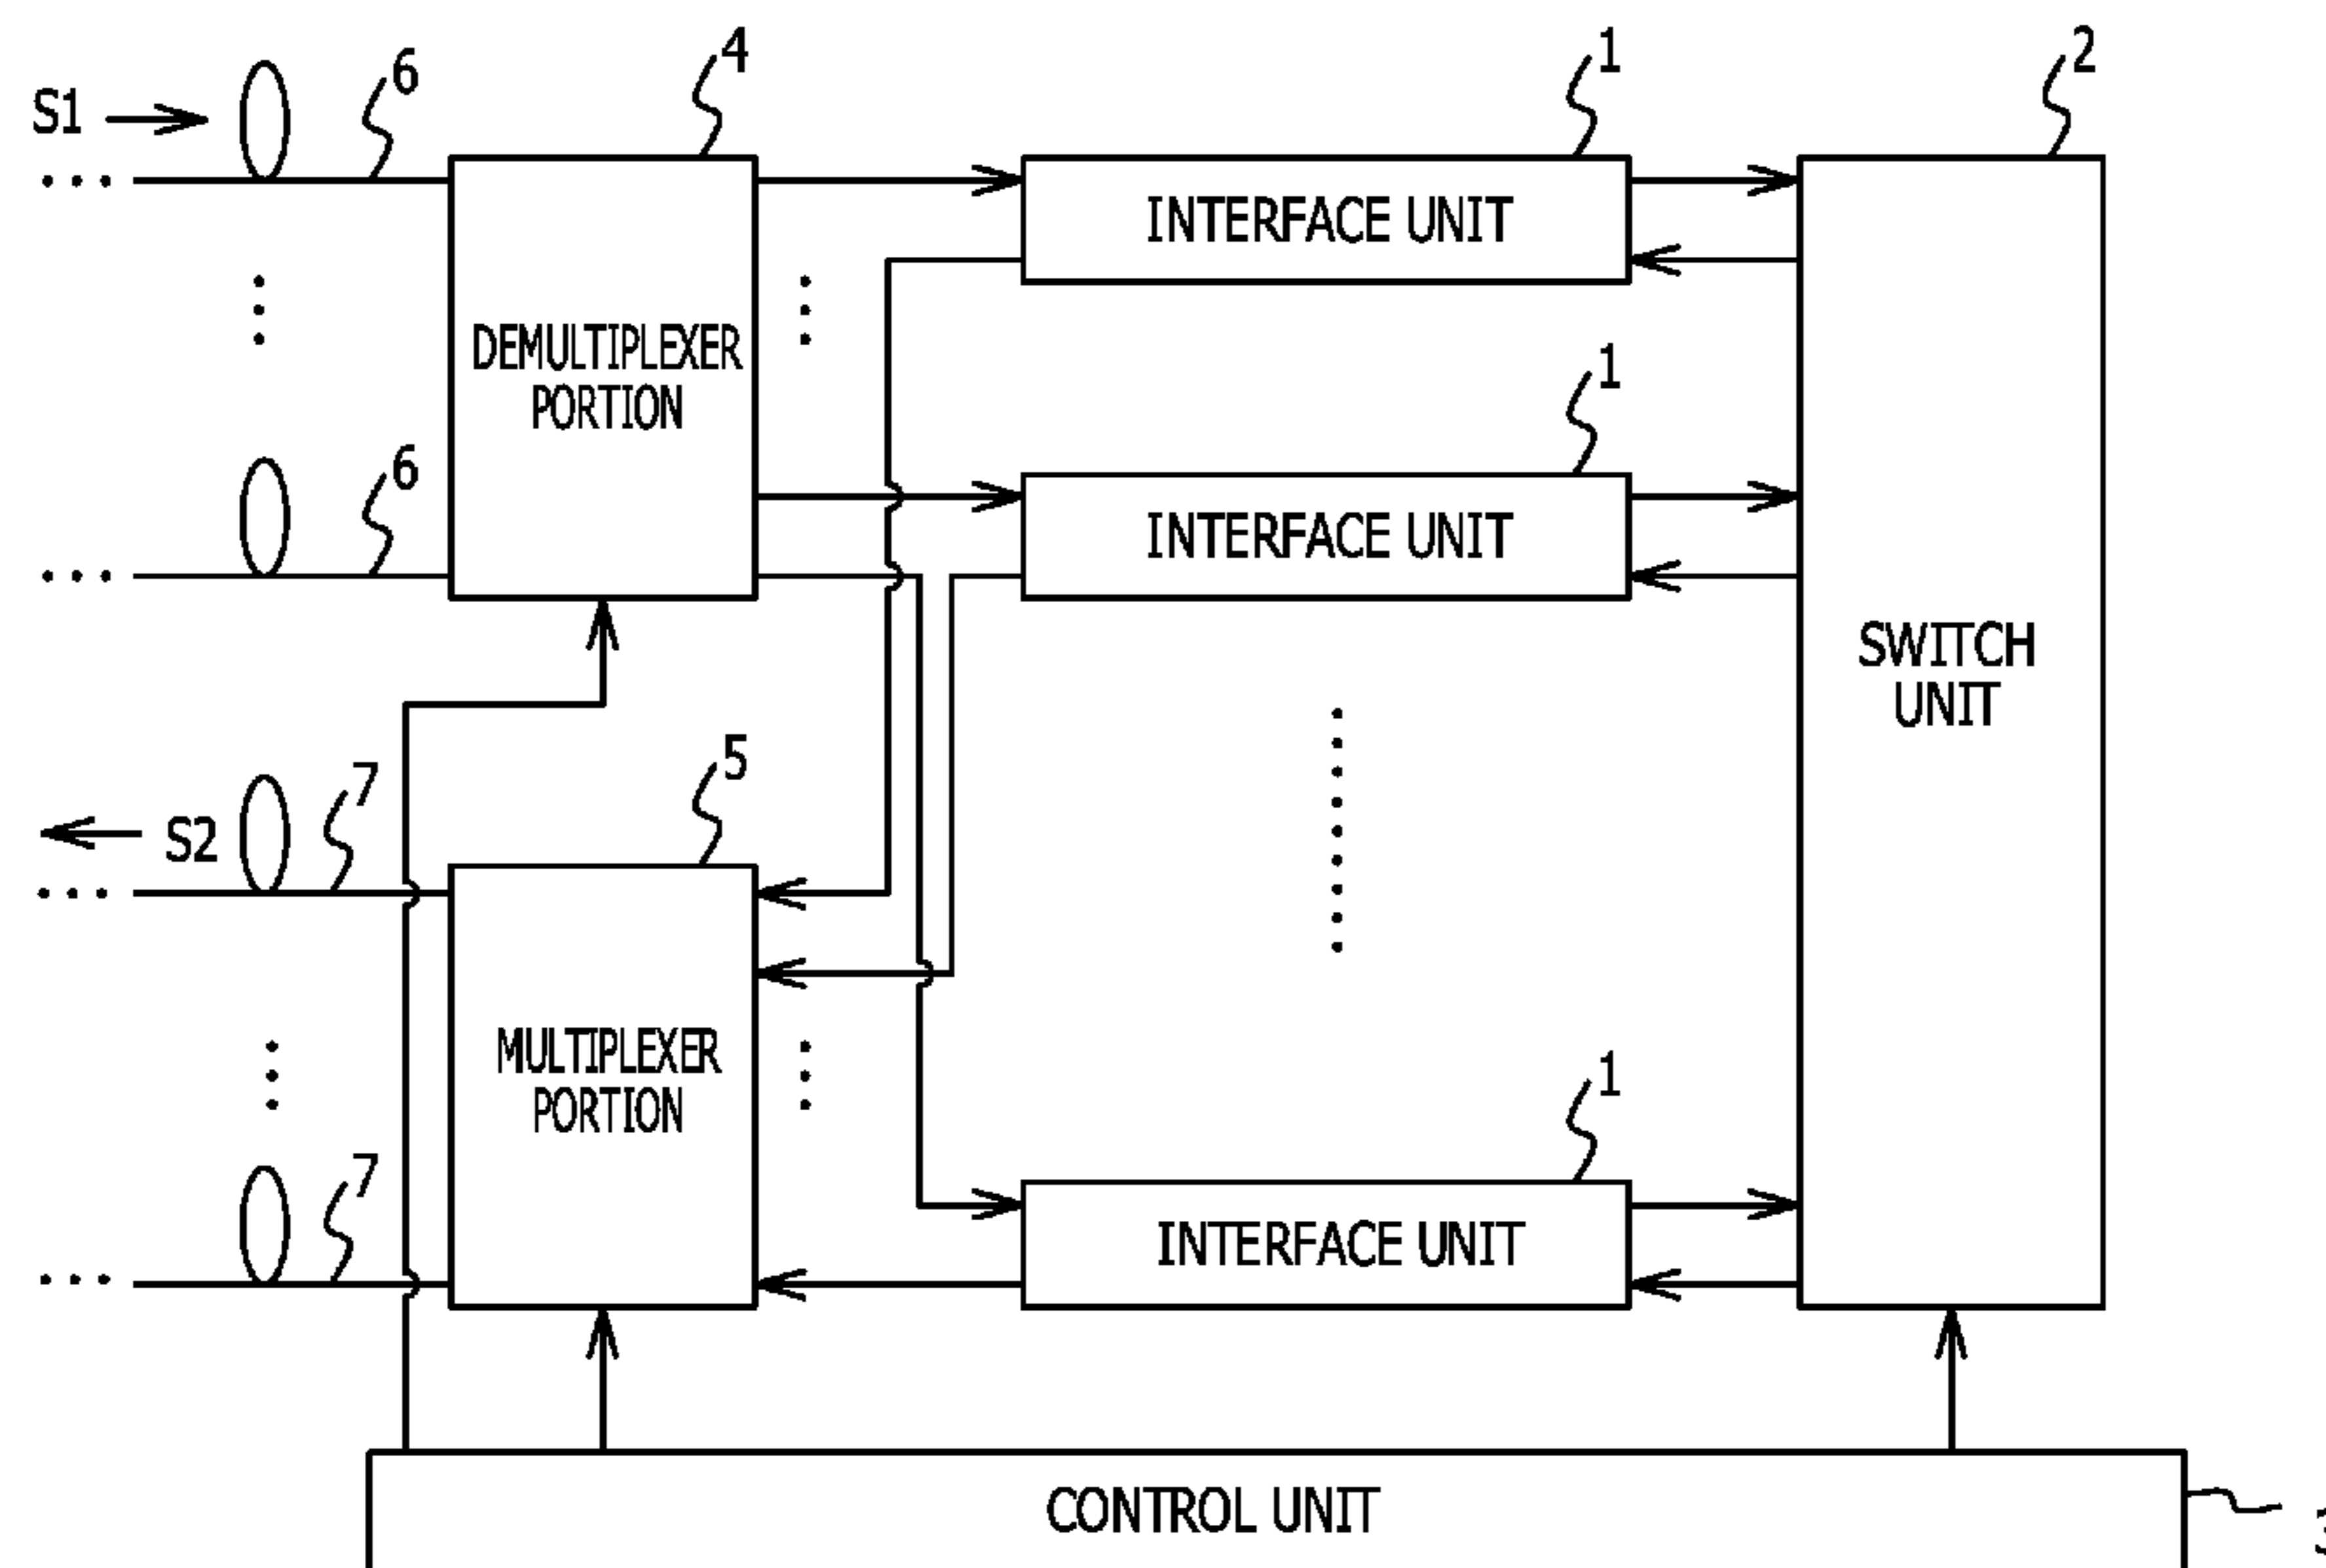 4
1
2
6
S1
INTERFACE UNIT
DEMULTIPLEXER
PORTION
1
6
INTERFACE UNIT
SWITCH
UNIT
5
7
S2
MULTIPLEXER
PORTION
1
7
INTERFACE UNIT
CONTROL UNIT